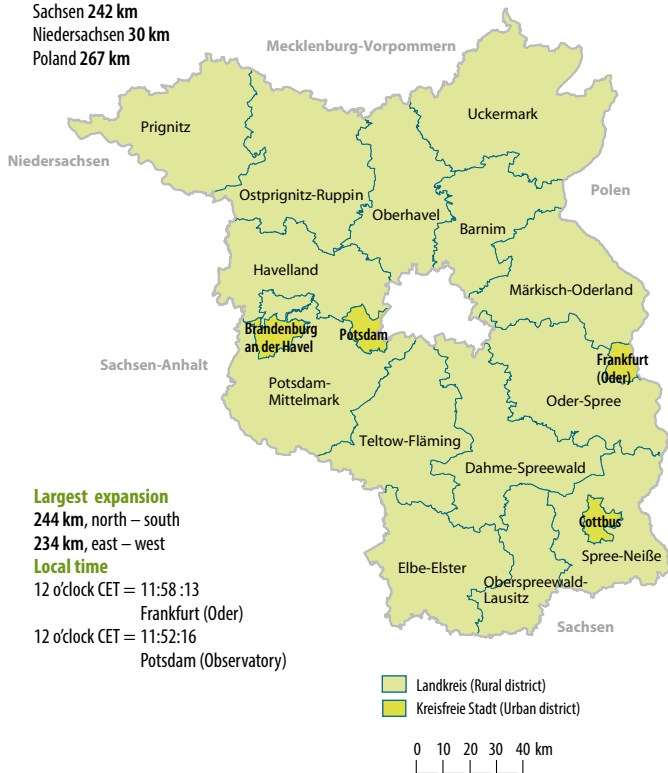 Sachsen 242 km
Niedersachsen 30 km
Poland 267 km
Mecklenburg-Vorpommern
Uckermark
Prignitz
Niedersachsen
Polen
Ostprignitz-Ruppin
Oberhavel
Barnim
Havelland
Märkisch-Oderland
Brandenburg
an der Havel
Potsdam
Sachsen-Anhalt
Frankfurt
(Oder)
Potsdam-
Mittelmark
Oder-Spree
Teltow-Fläming
Dahme-Spreewald
Largest expansion
244 km, north – south
234 km, east – west
Local time
12 o'clock CET = 11:58 :13
Frankfurt (Oder)
12 o'clock CET = 11:52:16
Potsdam (Observatory)
Cottbus
Spree-Neiße
Elbe-Elster
Oberspreewald-
Lausitz
Sachsen
Landkreis (Rural district)
Kreisfreie Stadt (Urban district)
0 10 20 30 40 km